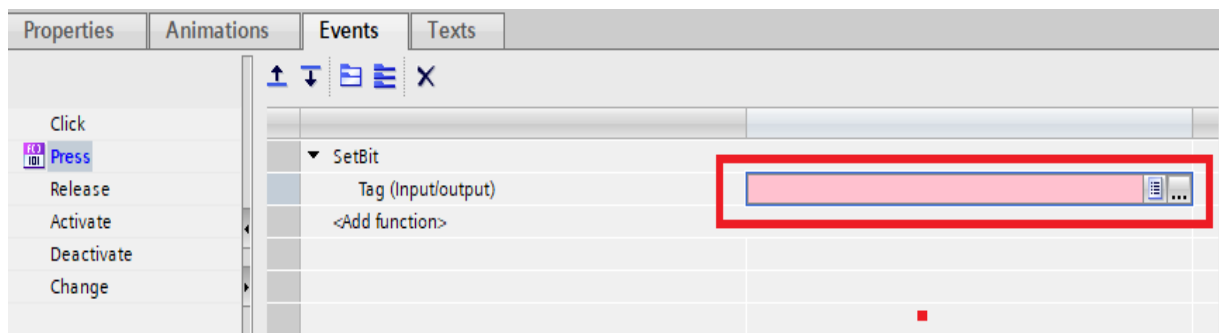 Properties Animations Events Texts
Click
Press
Release
Activate
Deactivate
Change
SetBit
Tag (Input/output)
<Add function>
...